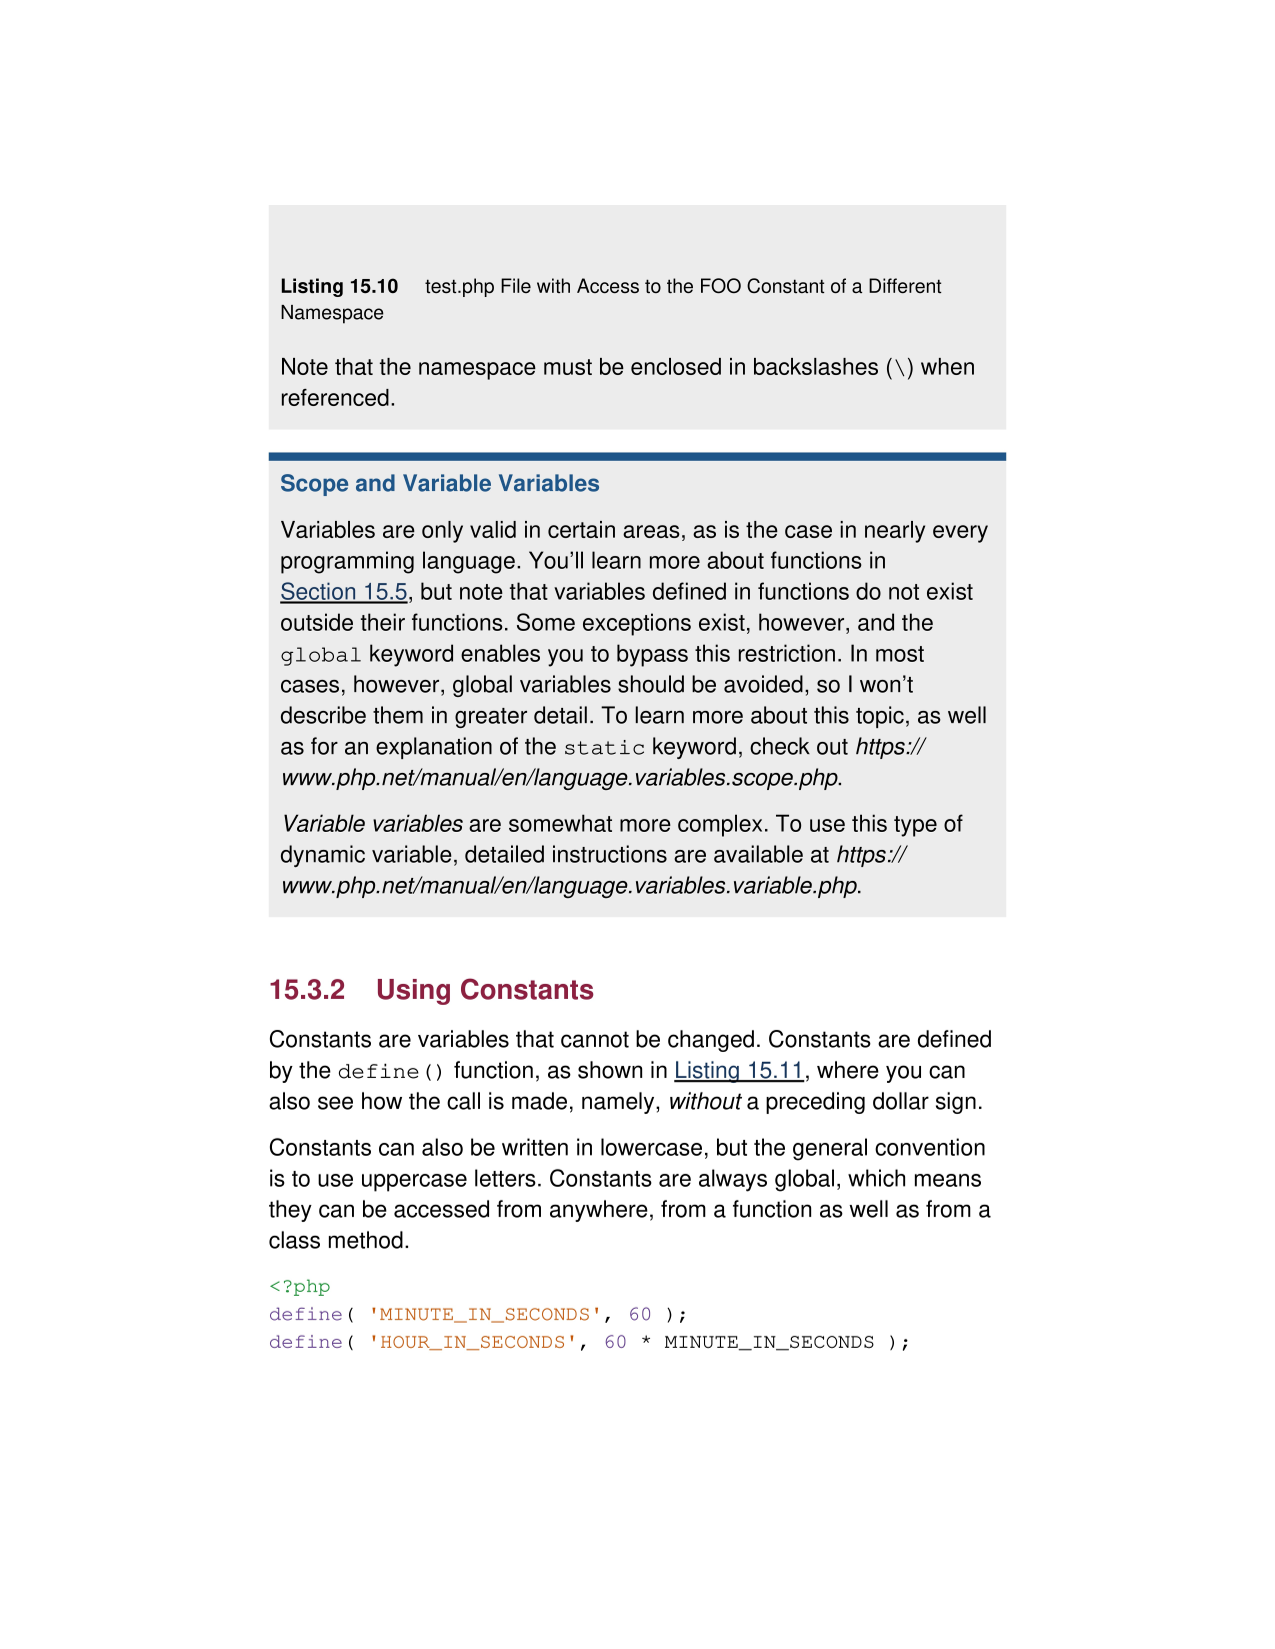 Listing 15.10 test.php File with Access to the FOO Constant of a Different
Namespace
Note that the namespace must be enclosed in backslashes (\) when
referenced.
Scope and Variable Variables
Variables are only valid in certain areas, as is the case in nearly every
programming language. You’ll learn more about functions in
Section 15.5, but note that variables defined in functions do not exist
outside their functions. Some exceptions exist, however, and the
global keyword enables you to bypass this restriction. In most
cases, however, global variables should be avoided, so I won’t
describe them in greater detail. To learn more about this topic, as well
as for an explanation of the static keyword, check out https://
www.php.net/manual/en/language.variables.scope.php.
Variable variables are somewhat more complex. To use this type of
dynamic variable, detailed instructions are available at https://
www.php.net/manual/en/language.variables.variable.php.
15.3.2 Using Constants
Constants are variables that cannot be changed. Constants are defined
by the define() function, as shown in Listing 15.11, where you can
also see how the call is made, namely, without a preceding dollar sign.
Constants can also be written in lowercase, but the general convention
is to use uppercase letters. Constants are always global, which means
they can be accessed from anywhere, from a function as well as from a
class method.
<?php
define( 'MINUTE_IN_SECONDS', 60 );
define( 'HOUR_IN_SECONDS', 60 * MINUTE_IN_SECONDS );